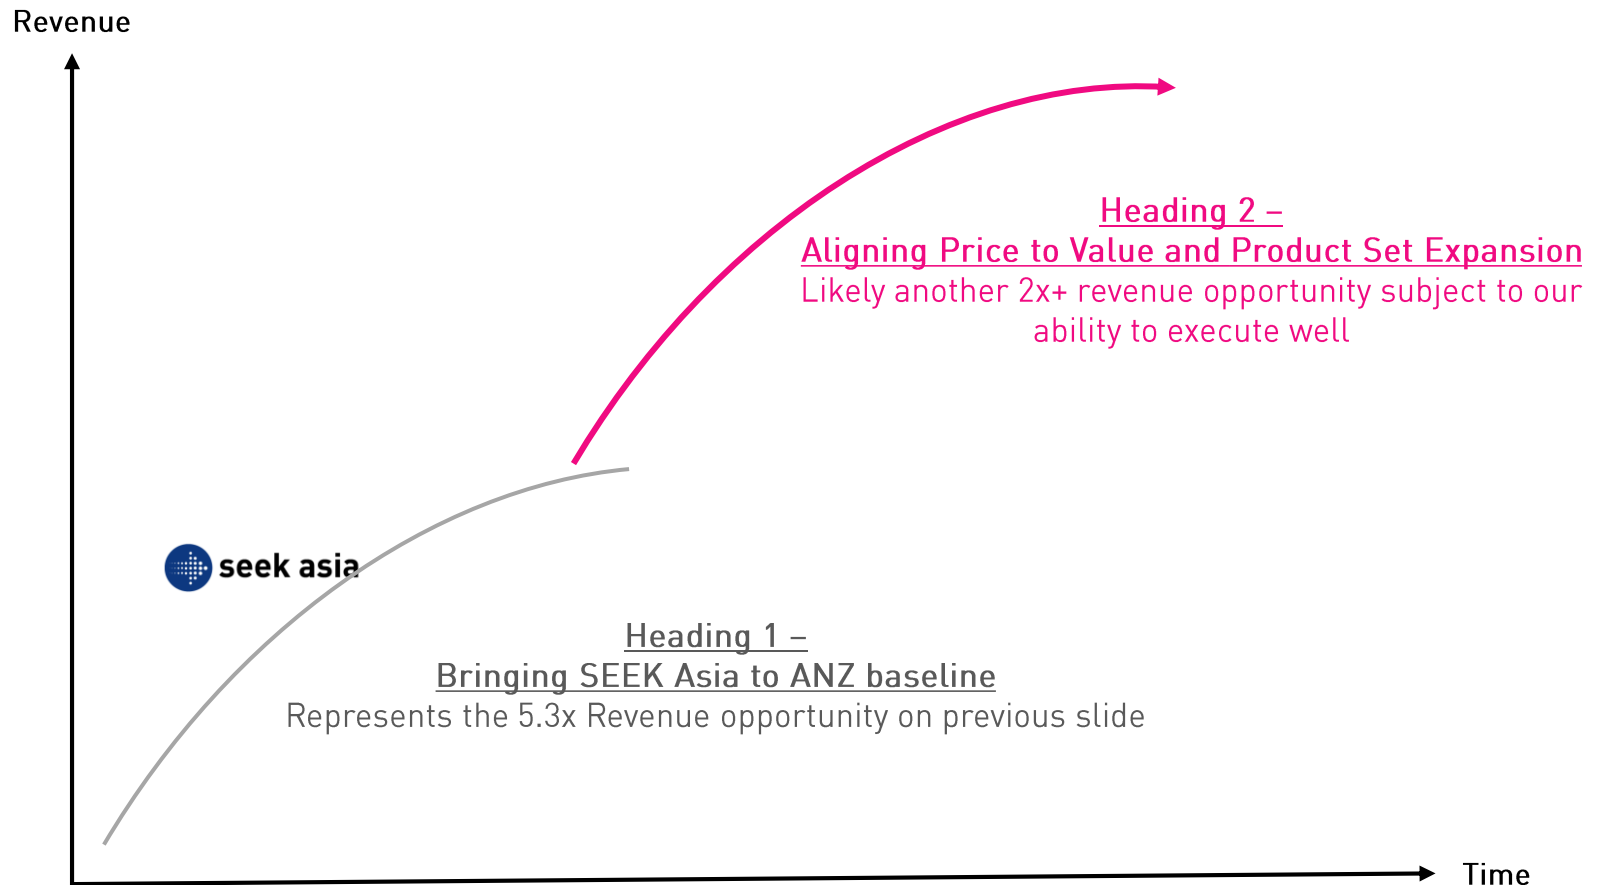 Revenue
Heading 2 –
Aligning Price to Value and Product Set Expansion
Likely another 2x+ revenue opportunity subject to our
ability to execute well
seek asia
Heading 1 –
Bringing SEEK Asia to ANZ baseline
Represents the 5.3x Revenue opportunity on previous slide
Time